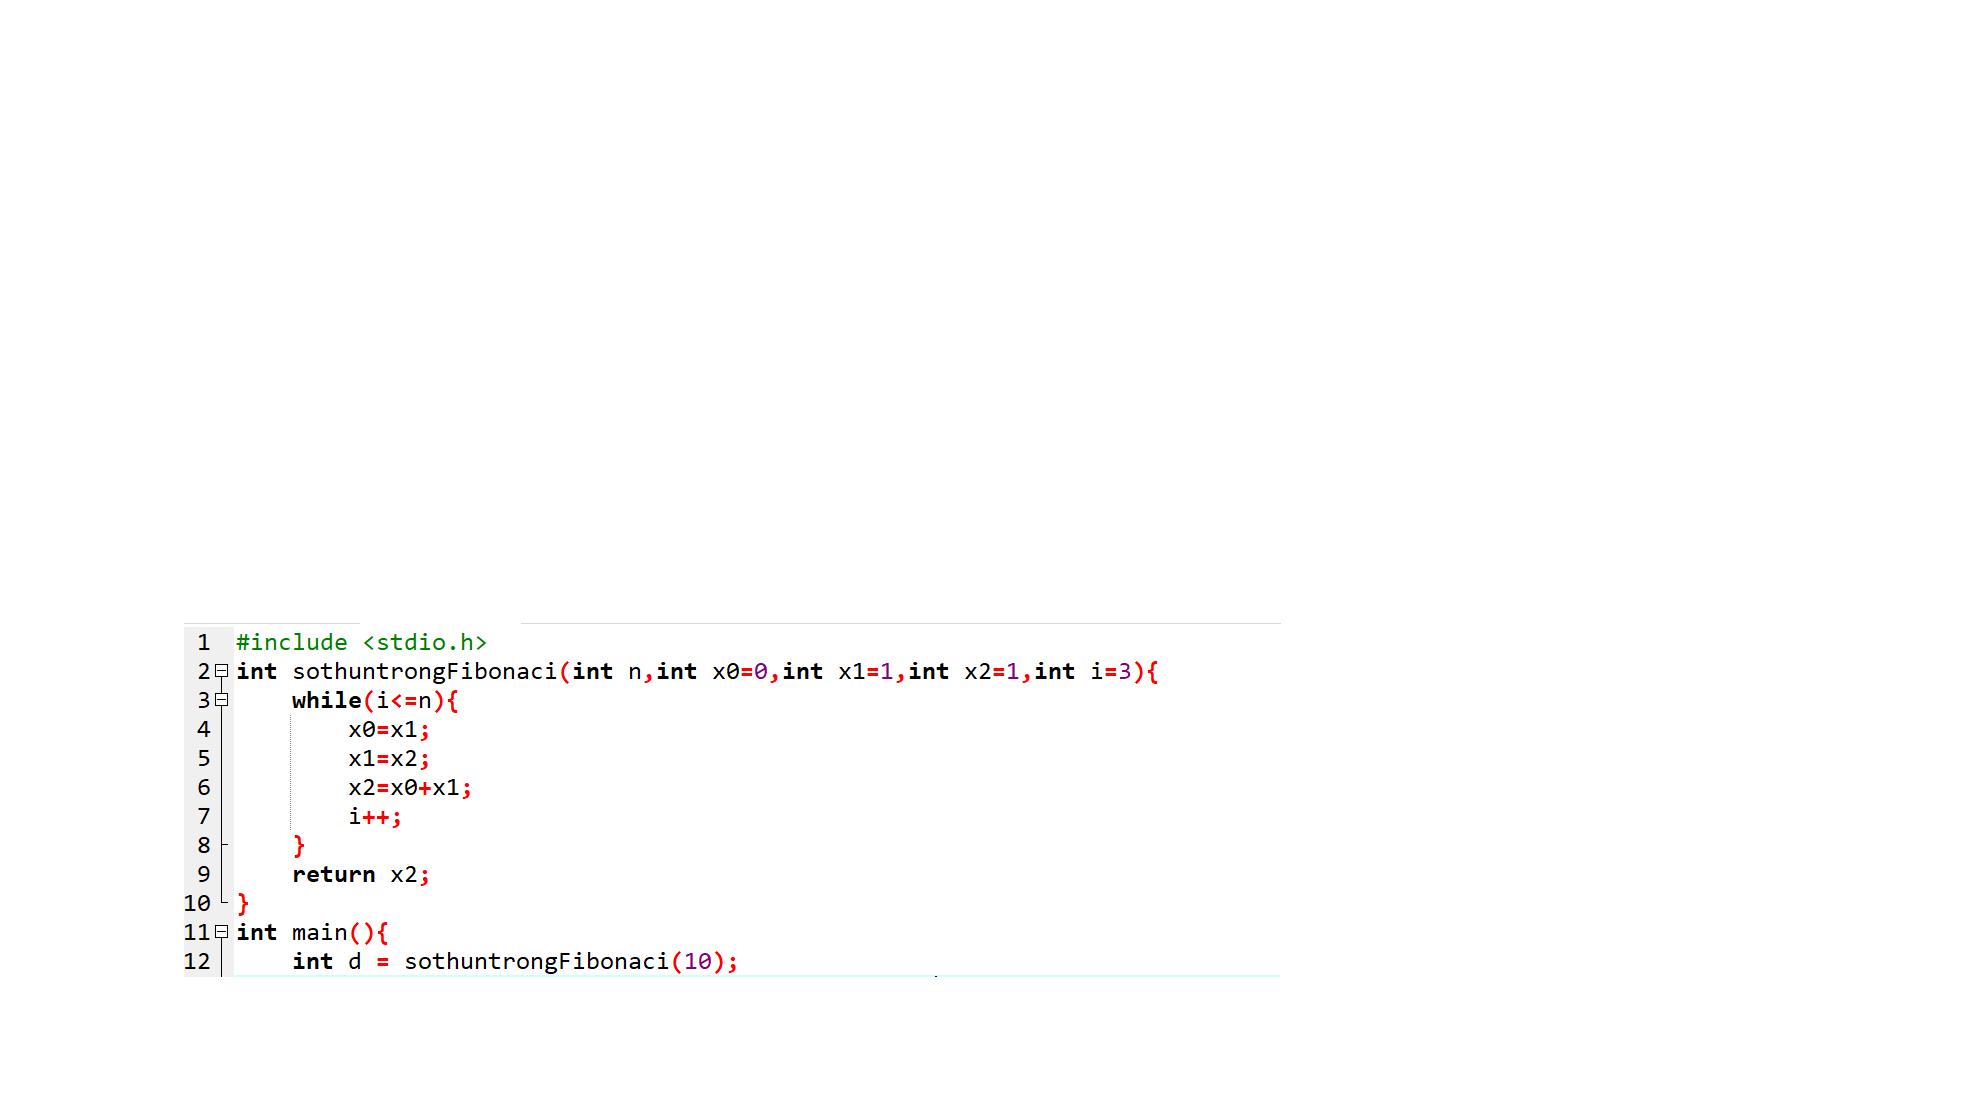 1 #include <stdio.h>
2 int sothuntrongFibonaci(int n,int x0=0,int x1=1,int x2=1,int i=3){
3     while(i<=n){
4         x0=x1;
5         x1=x2;
6         x2=x0+x1;
7         i++;
8     }
9     return x2;
10 }
11 int main(){
12     int d = sothuntrongFibonaci(10);